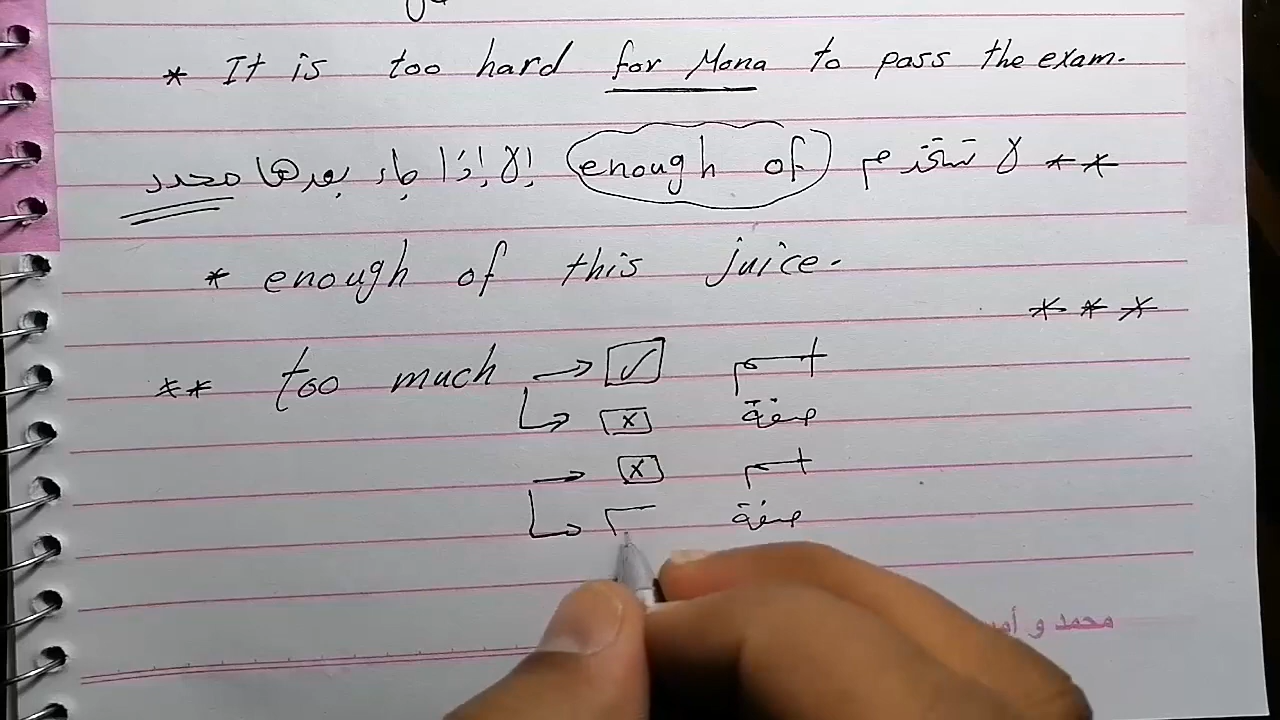 * It is too hard for Mona to pass the exam.
** لا تستخدم (enough of) إلا إذا جاء بعدها محدد
* enough of this juice.
***
** too much → ✓ اسم
x صفة
→ x اسم
صفة
محمد و